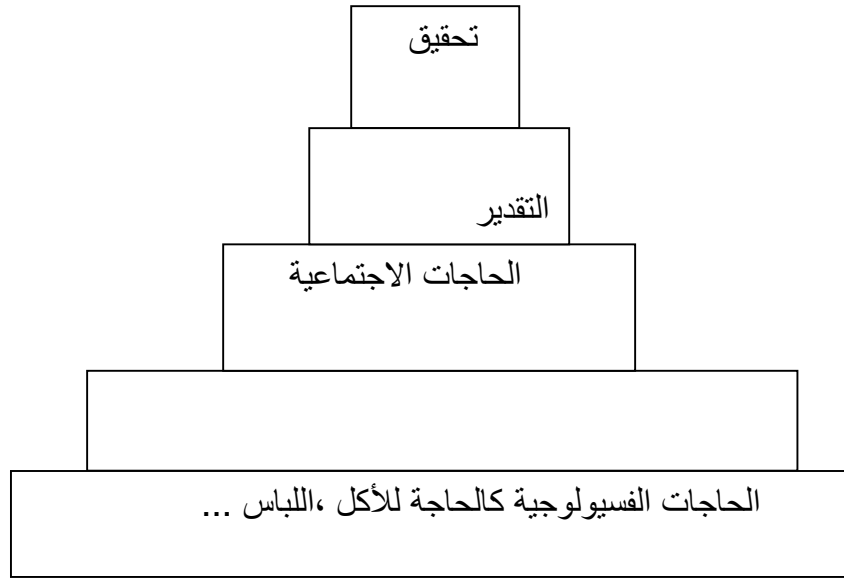 تحقيق
التقدير
الحاجات الاجتماعية
الحاجات الفسيولوجية كالحاجة للأكل ،اللباس ...